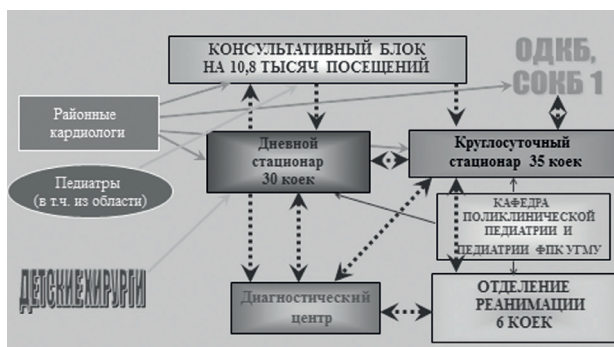 КОНСУЛЬТАТИВНЫЙ БЛОК
НА 10,8 ТЫСЯЧ ПОСЕЩЕНИЙ
ОДКБ,
СОКБ 1
Районные
кардиологи
Дневной
стационар
30 коек
Круглосуточный
стационар 35 коек
Педиатры
(в т.ч. из области)
КАФЕДРА
ПОЛИКЛИНИЧЕСКОЙ
ПЕДИАТРИИ И
ПЕДИАТРИИ ФПК УГМУ
ДЕТСКИЕ ХИРУРГИ
Диагностический
центр
ОТДЕЛЕНИЕ
РЕАНИМАЦИИ
6 КОЕК